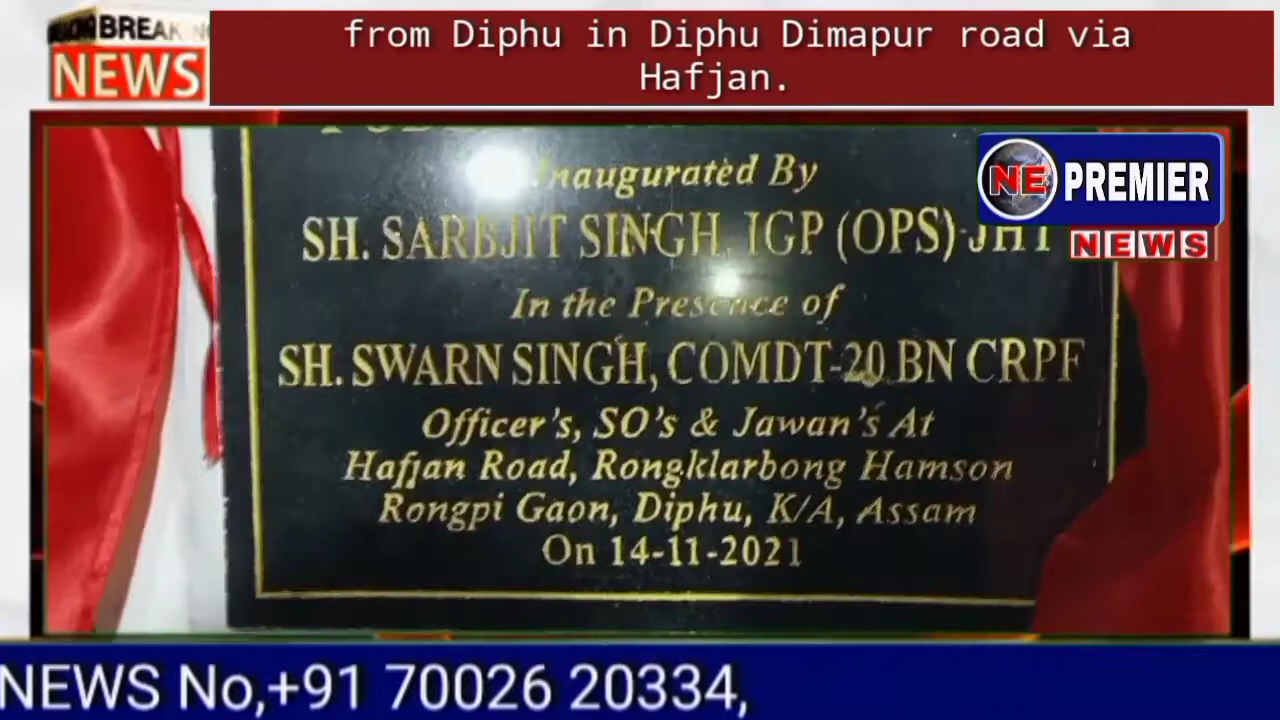 BREAKING
NEWS
from Diphu in Diphu Dimapur road via
Hafjan.
NE PREMIER
NEWS
Inaugurated By
SH. SARBJIT SINGH, IGP (OPS) JHT
In the Presence of
SH. SWARN SINGH, COMDT-20 BN CRPF
Officer's, SO's & Jawan's At
Hafjan Road, Rongklarbong Hamson
Rongpi Gaon, Diphu, K/A, Assam
On 14-11-2021
NEWS No,+91 70026 20334,